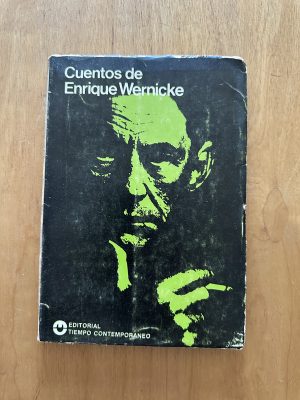 Cuentos de
Enrique Wernicke
EDITORIAL
TIEMPO CONTEMPORANEO